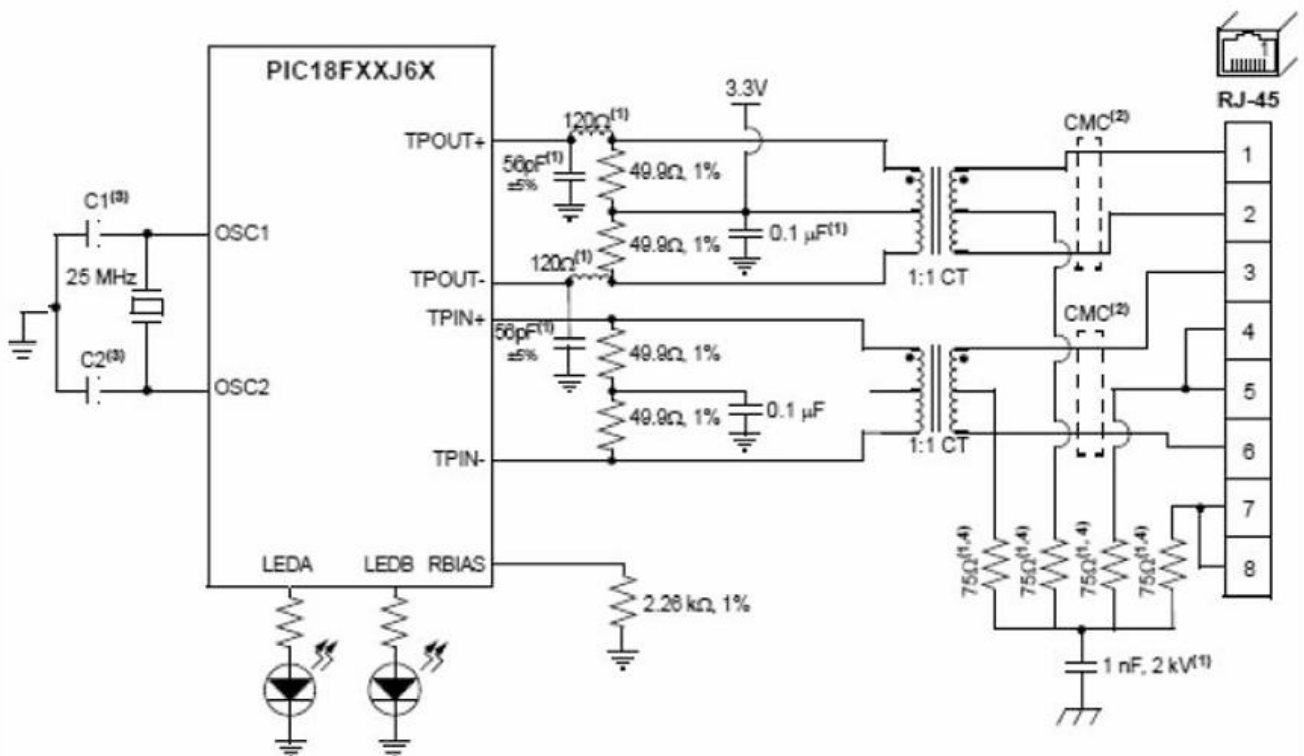 PIC18FXXJ6X
RJ-45
1
3.3V
CMC(2)
120Ω(1)
TPOUT+
56pF(1)
±5%
49.9Ω, 1%
1
C1(3)
OSC1
2
49.9Ω, 1%
0.1 µF(1)
25 MHz
120Ω(1)
TPOUT-
1:1 CT
3
TPIN+
CMC(2)
56pF(1)
±5%
49.9Ω, 1%
4
C2(3)
OSC2
5
0.1 µF
49.9Ω, 1%
1:1 CT
6
TPIN-
7
75Ω(1,4)
75Ω(1,4)
75Ω(1,4)
75Ω(1,4)
LEDA
LEDB
RBIAS
8
2.26 kΩ, 1%
1 nF, 2 kV(1)